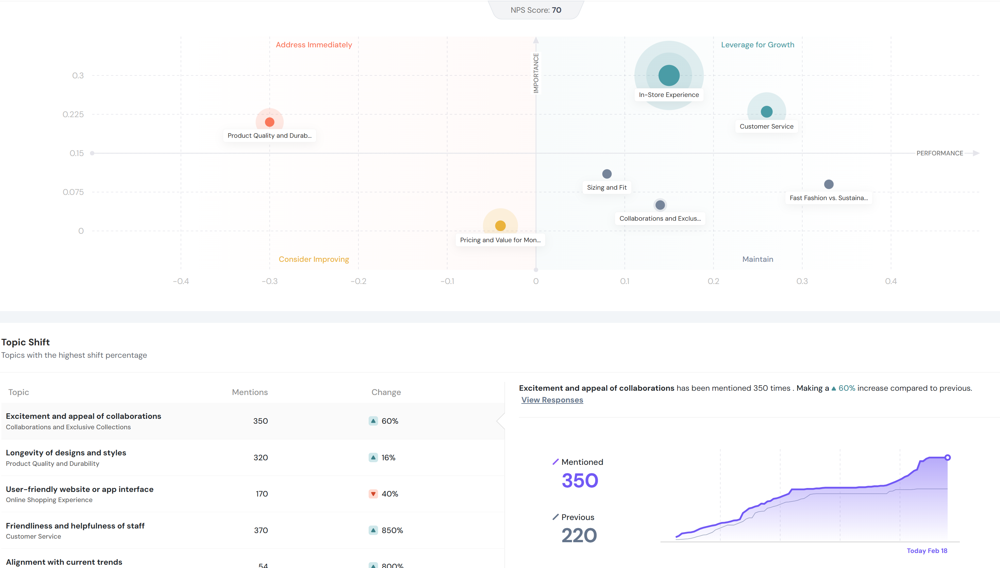 NPS Score: 70
Address Immediately
Leverage for Growth
IMPORTANCE
0.3
In-Store Experience
0.225
Customer Service
Product Quality and Durab...
0.15
PERFORMANCE
Sizing and Fit
0.075
Fast Fashion vs. Sustaina...
Collaborations and Exclus...
0
Pricing and Value for Mon...
Consider Improving
Maintain
-0.4
-0.3
-0.2
-0.1
0
0.1
0.2
0.3
0.4
Topic Shift
Topics with the highest shift percentage
Topic Mentions Change
Excitement and appeal of collaborations
Collaborations and Exclusive Collections
350
60%
Longevity of designs and styles
Product Quality and Durability
320
16%
User-friendly website or app interface
Online Shopping Experience
170
40%
Friendliness and helpfulness of staff
Customer Service
370
850%
Alignment with current trends
54
800%
Excitement and appeal of collaborations has been mentioned 350 times . Making a ▲ 60% increase compared to previous.
View Responses
Mentioned
350
Previous
220
Today Feb 18